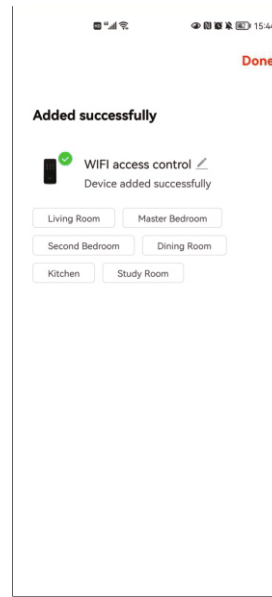 15:44
Done
Added successfully
WIFI access control
Device added successfully
Living Room Master Bedroom
Second Bedroom Dining Room
Kitchen Study Room